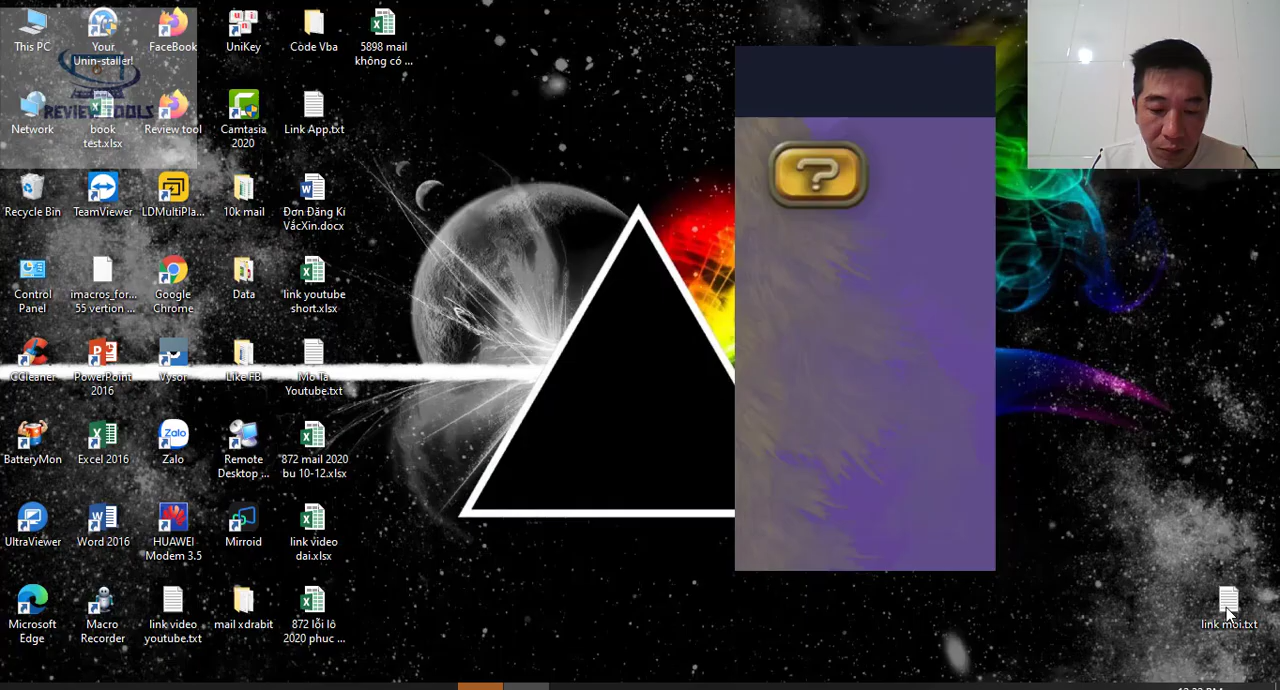 This PC
Your Unin-staller!
FaceBook
UniKey
Code Vba
5898 mail
không có ...
REVIEW TOOLS
Network
book
test.xlsx
Review tool
Camtasia
2020
Link App.txt
Recycle Bin
TeamViewer
LDMultiPla...
10k mail
Đơn Đăng Kí
VắcXin.docx
Control
Panel
imacros_for...
55 vertion ...
Google
Chrome
Data
link youtube
short.xlsx
CCleaner
PowerPoint
2016
Vysor
Like FB
Mo Ta
Youtube.txt
BatteryMon
Excel 2016
Zalo
Zalo
Remote
Desktop ...
872 mail 2020
bu 10-12.xlsx
UltraViewer
Word 2016
HUAWEI
Modem 3.5
Mirroid
link video
dai.xlsx
Microsoft
Edge
Macro
Recorder
link video
youtube.txt
mail xdrabit
872 lỗi lô
2020 phuc ...
?
link moi.txt